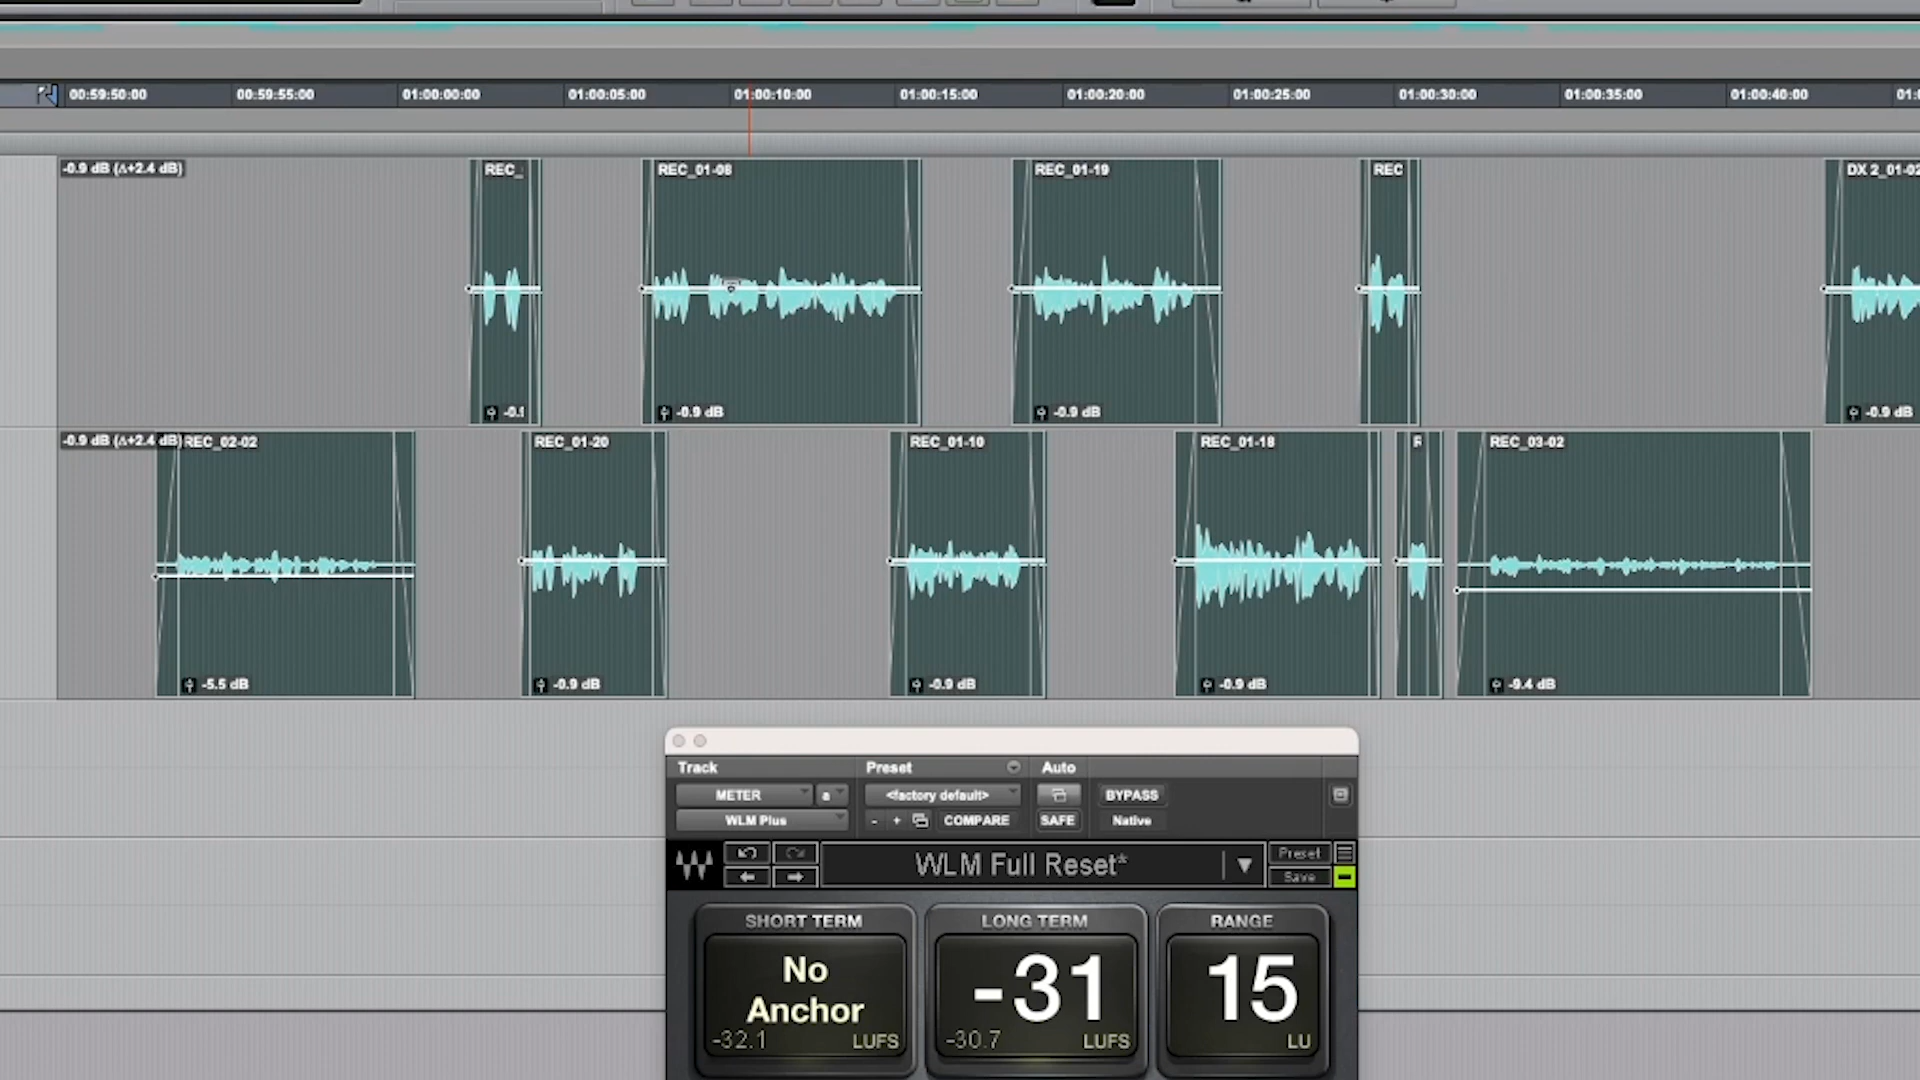 00:59:50:00 00:59:55:00 01:00:00:00 01:00:05:00 01:00:10:00 01:00:15:00 01:00:20:00 01:00:25:00 01:00:30:00 01:00:35:00 01:00:40:00 01:
-0.9 dB (Δ+2.4 dB) REC_ REC_01-08 REC_01-19 REC DX 2_01-02
-0.9 dB -0.9 dB -0.9 dB
-0.9 dB (Δ+2.4 dB) REC_02-02 REC_01-20 REC_01-10 REC_01-18 R REC_03-02
-5.5 dB -0.9 dB -0.9 dB -0.9 dB -9.4 dB
Track Preset Auto
METER a <factory default> BYPASS
WLM Plus - + COMPARE SAFE Native
WLM Full Reset* Preset
Save
SHORT TERM LONG TERM RANGE
No Anchor -31 15
-32.1 LUFS -30.7 LUFS LU